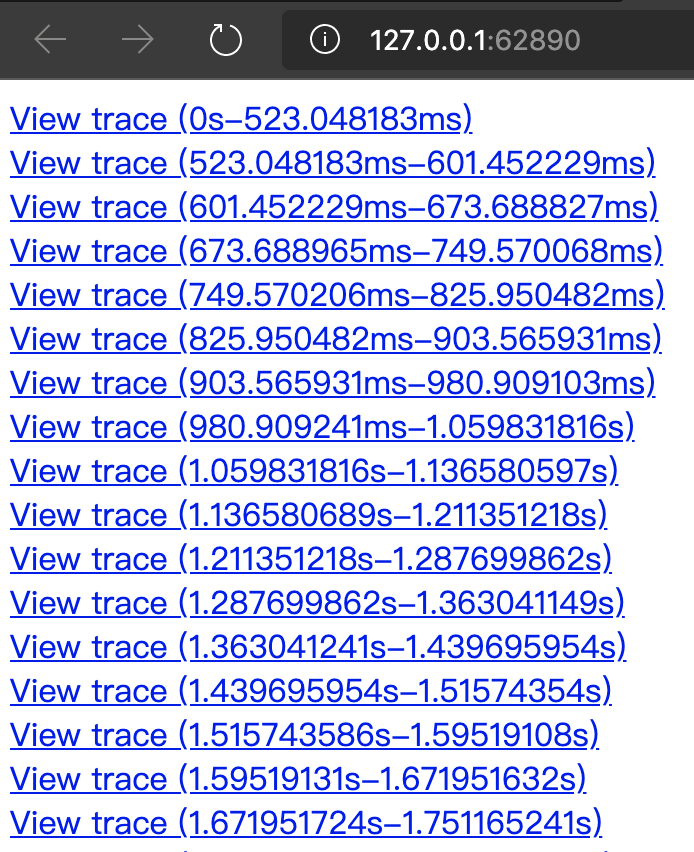 127.0.0.1:62890
View trace (0s–523.048183ms)
View trace (523.048183ms–601.452229ms)
View trace (601.452229ms–673.688827ms)
View trace (673.688965ms–749.570068ms)
View trace (749.570206ms–825.950482ms)
View trace (825.950482ms–903.565931ms)
View trace (903.565931ms–980.909103ms)
View trace (980.909241ms–1.059831816s)
View trace (1.059831816s–1.136580597s)
View trace (1.136580689s–1.211351218s)
View trace (1.211351218s–1.287699862s)
View trace (1.287699862s–1.363041149s)
View trace (1.363041241s–1.439695954s)
View trace (1.439695954s–1.51574354s)
View trace (1.515743586s–1.59519108s)
View trace (1.59519131s–1.671951632s)
View trace (1.671951724s–1.751165241s)